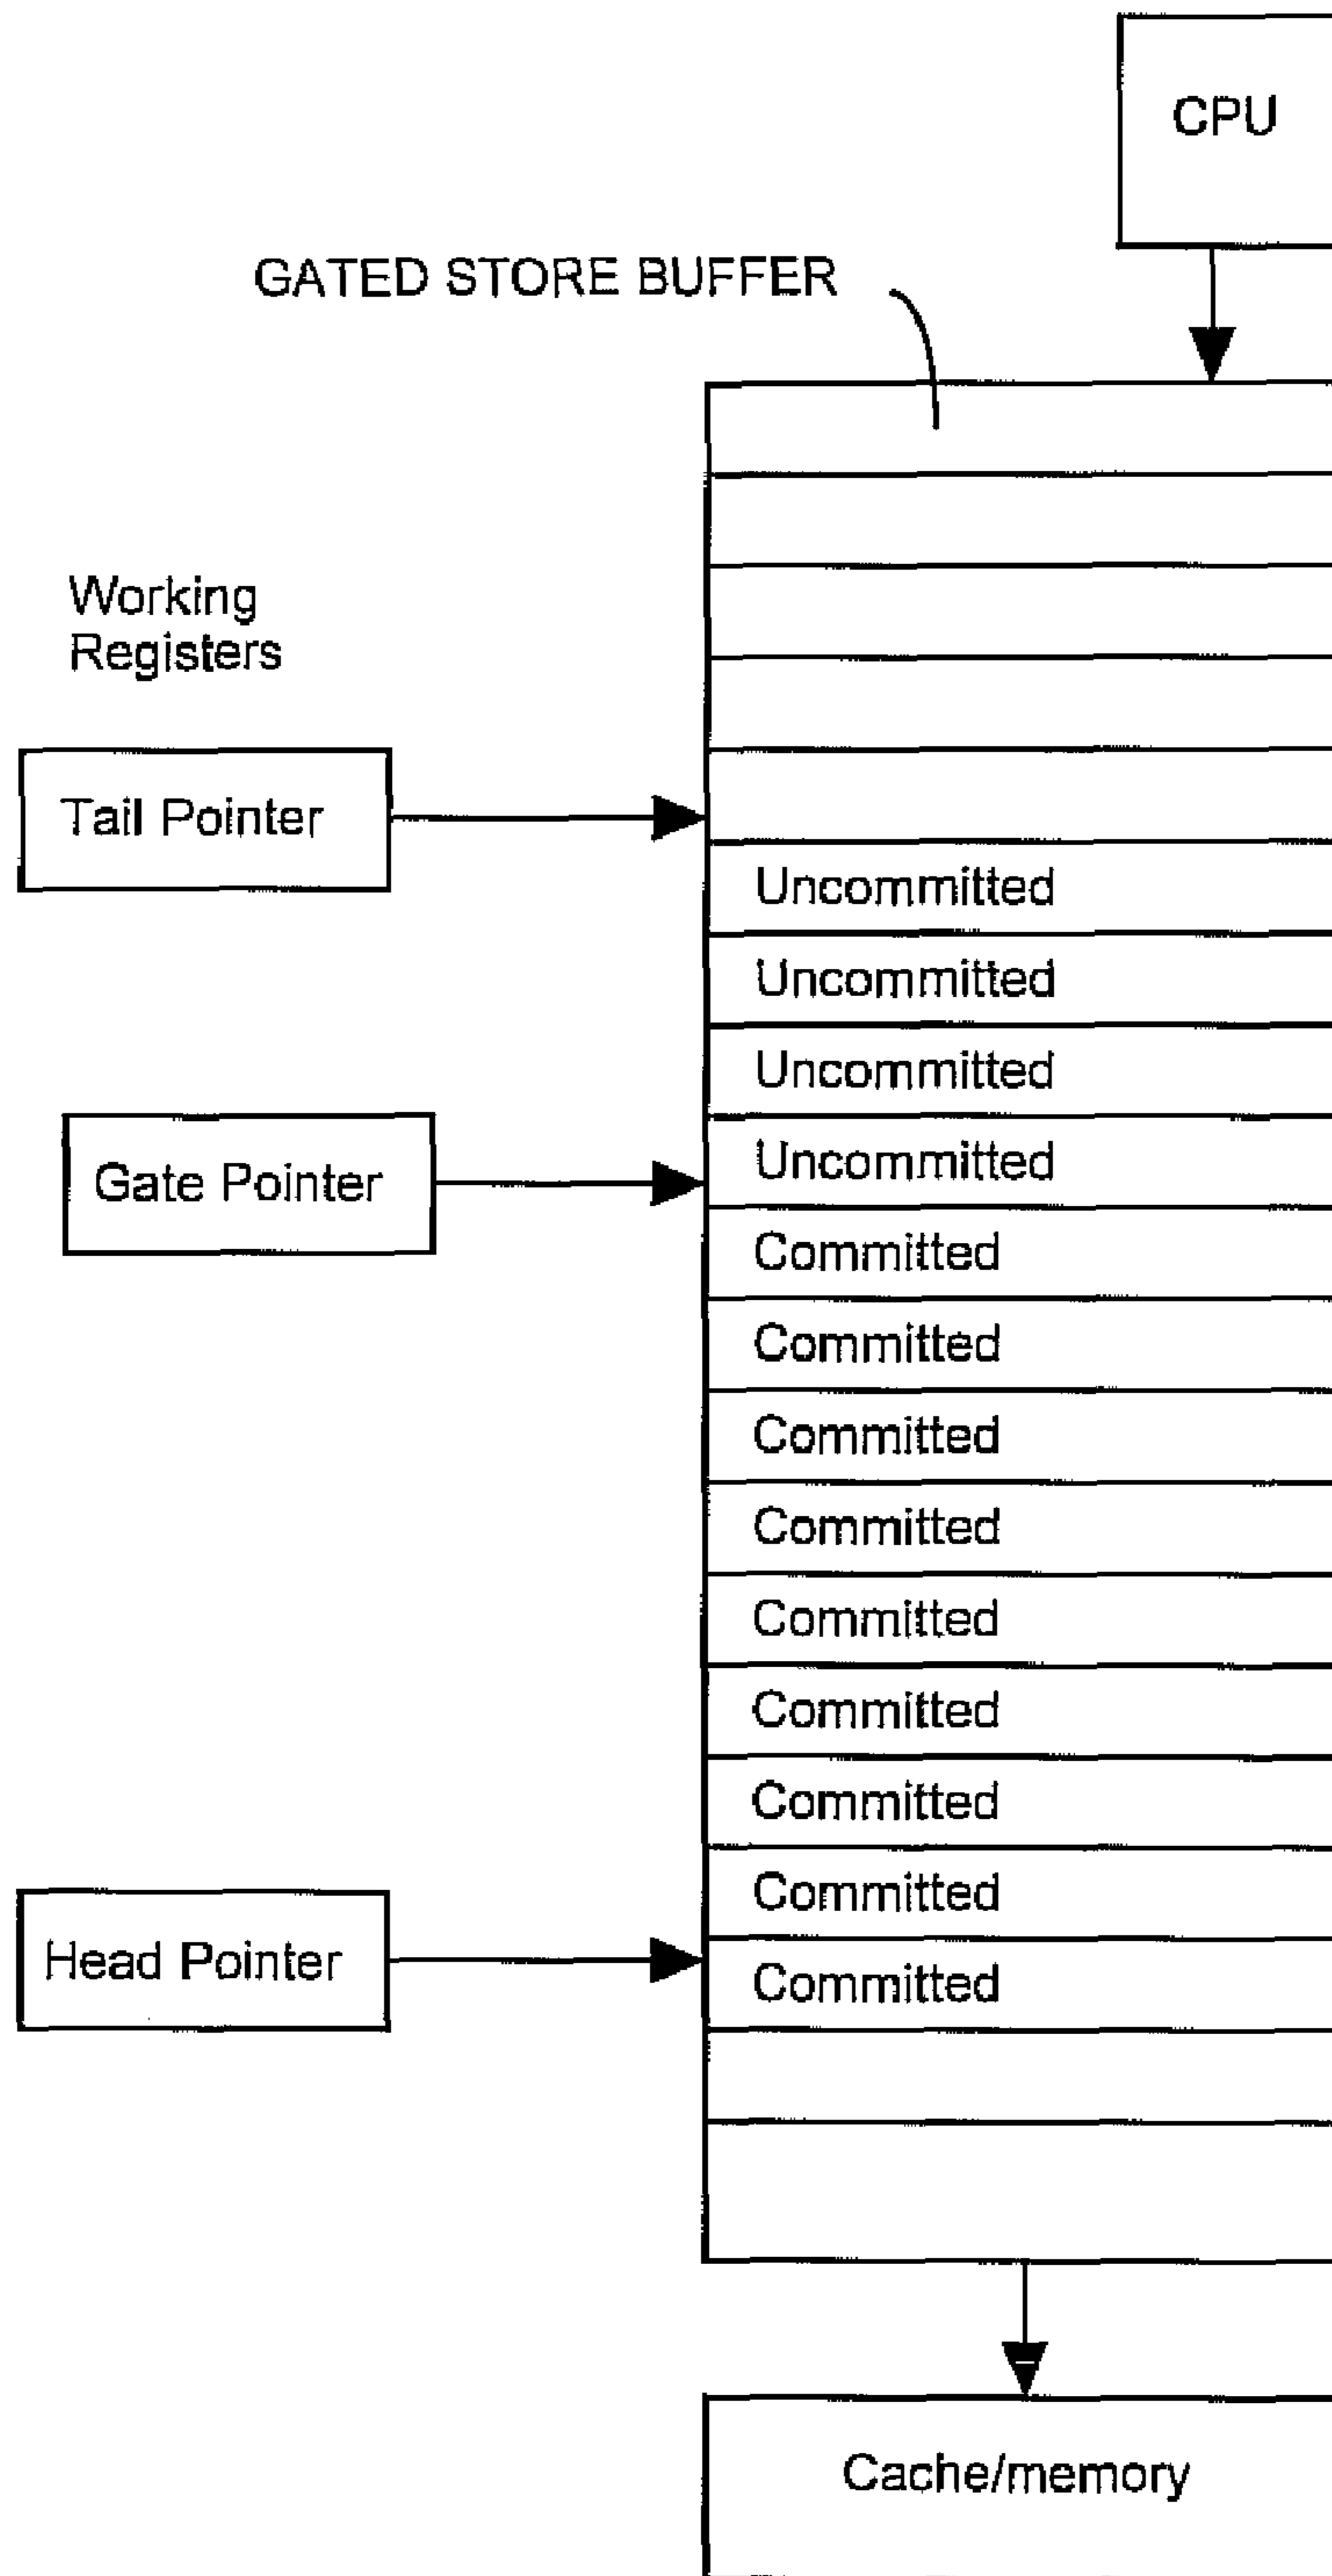 CPU
GATED STORE BUFFER
Working
Registers
Tail Pointer
Uncommitted
Uncommitted
Uncommitted
Gate Pointer
Uncommitted
Committed
Committed
Committed
Committed
Committed
Committed
Committed
Committed
Head Pointer
Committed
Cache/memory